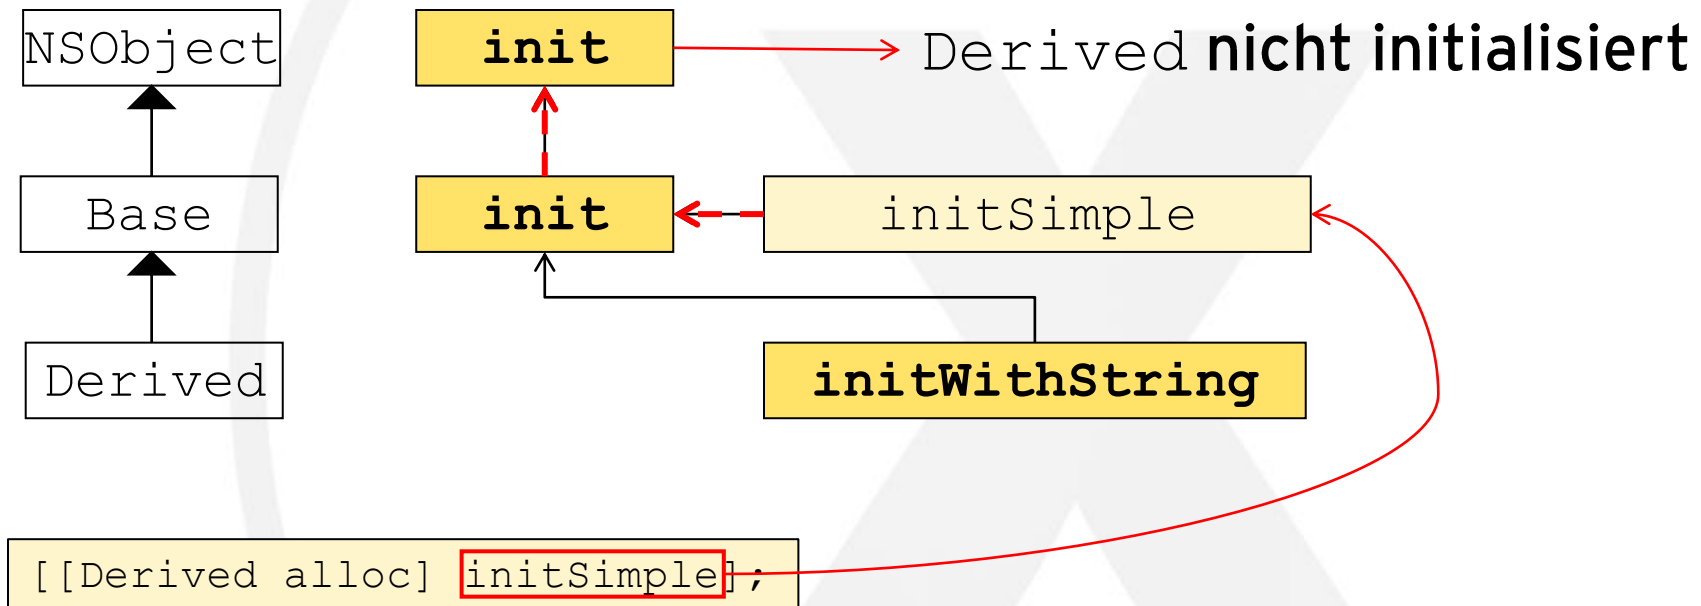 NSObject
init
Derived nicht initialisiert
Base
init
initSimple
Derived
initWithString
[[Derived alloc] initSimple];